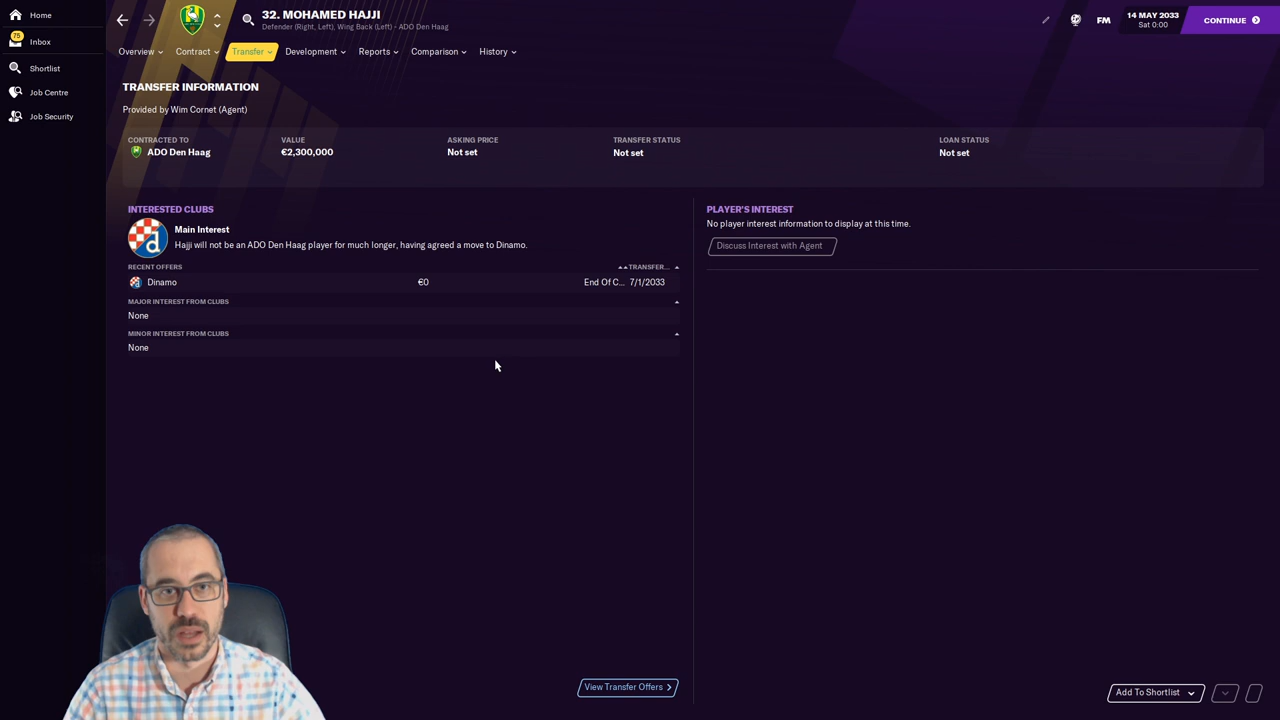 Home
75
Inbox
Shortlist
Job Centre
Job Security
32. MOHAMED HAJJI
Defender (Right, Left), Wing Back (Left) - ADO Den Haag
FM
14 MAY 2033
Sat 0:00
CONTINUE
Overview
Contract
Transfer
Development
Reports
Comparison
History
TRANSFER INFORMATION
Provided by Wim Cornet (Agent)
CONTRACTED TO
ADO Den Haag
VALUE
€2,300,000
ASKING PRICE
Not set
TRANSFER STATUS
Not set
LOAN STATUS
Not set
INTERESTED CLUBS
Main Interest
Hajji will not be an ADO Den Haag player for much longer, having agreed a move to Dinamo.
RECENT OFFERS TRANSFER...
Dinamo €0 End Of C... 7/1/2033
MAJOR INTEREST FROM CLUBS
None
MINOR INTEREST FROM CLUBS
None
PLAYER'S INTEREST
No player interest information to display at this time.
Discuss Interest with Agent
View Transfer Offers
Add To Shortlist